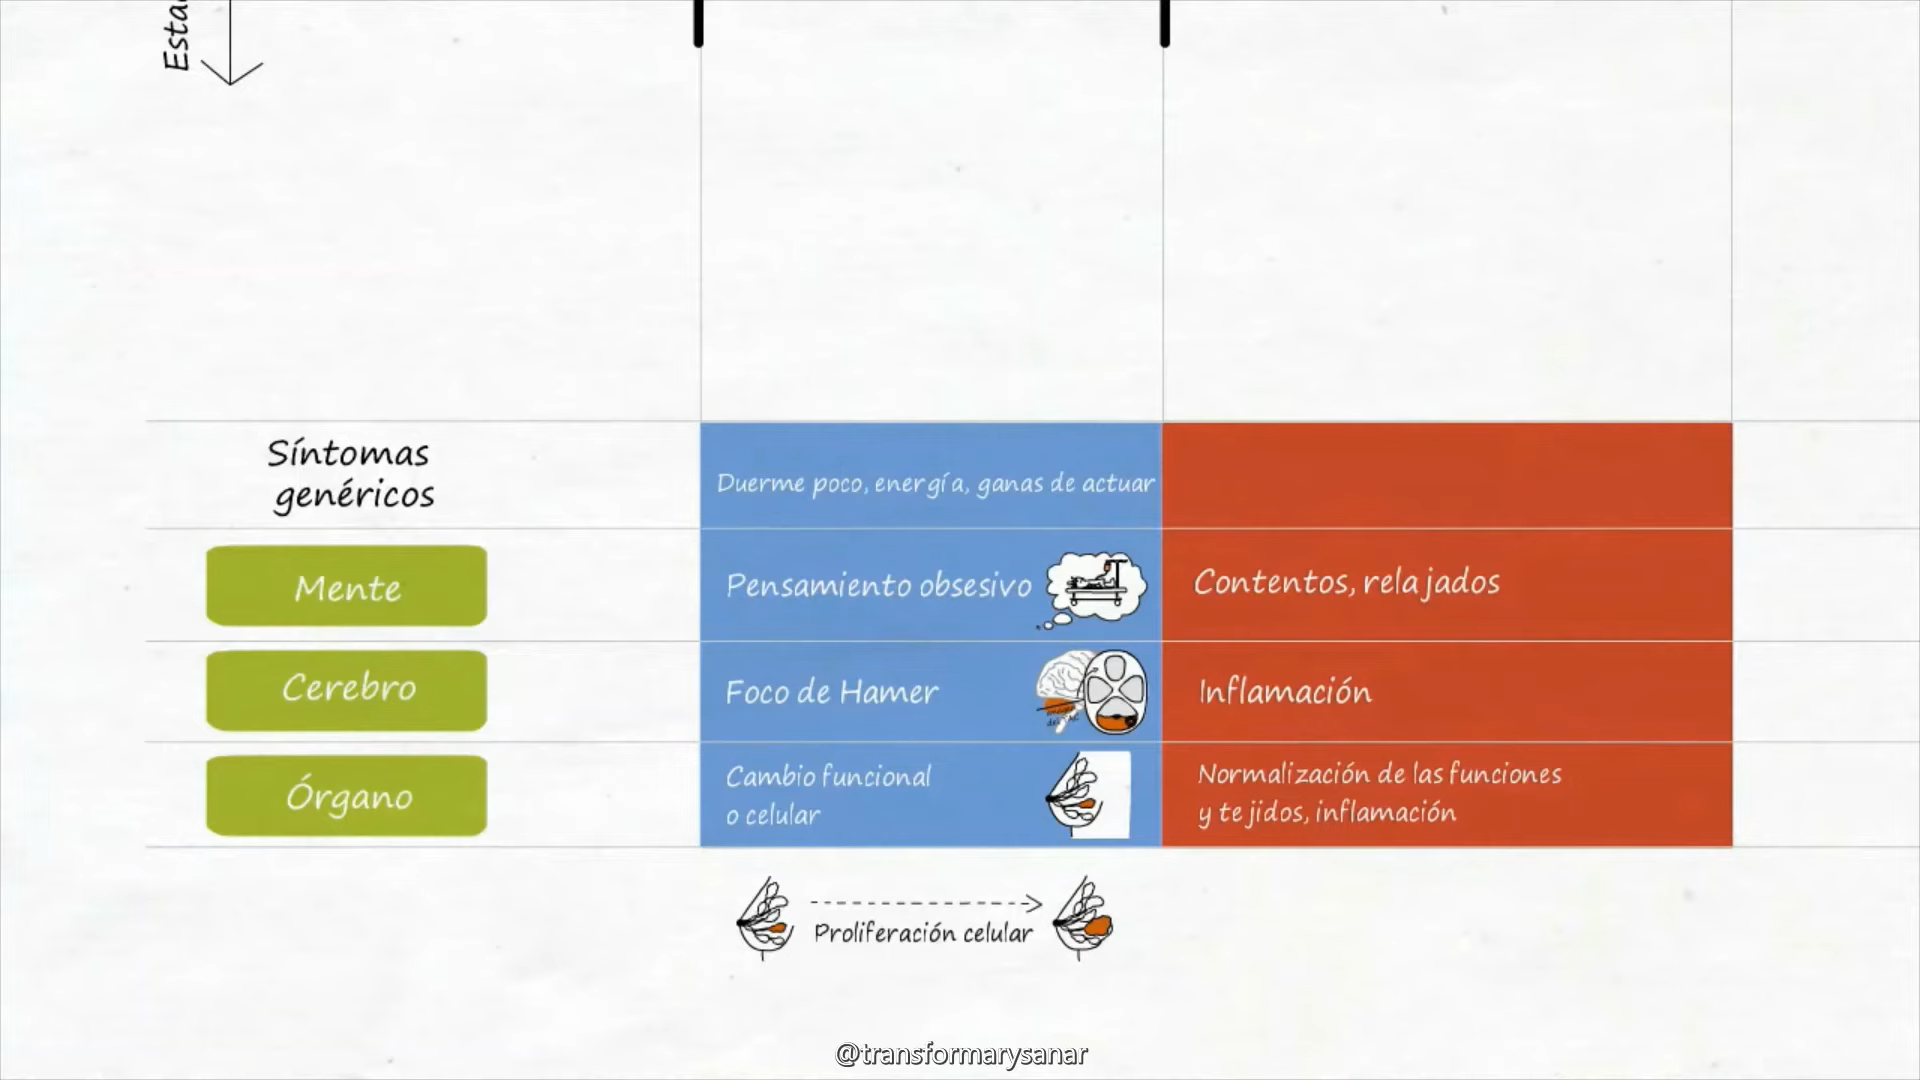 Esta
Síntomas
genéricos
Duerme poco, energía, ganas de actuar
Mente
Pensamiento obsesivo
Contentos, relajados
Cerebro
Foco de Hamer
Inflamación
Órgano
Cambio funcional
o celular
Normalización de las funciones
y tejidos, inflamación
Proliferación celular
@transformarysanar